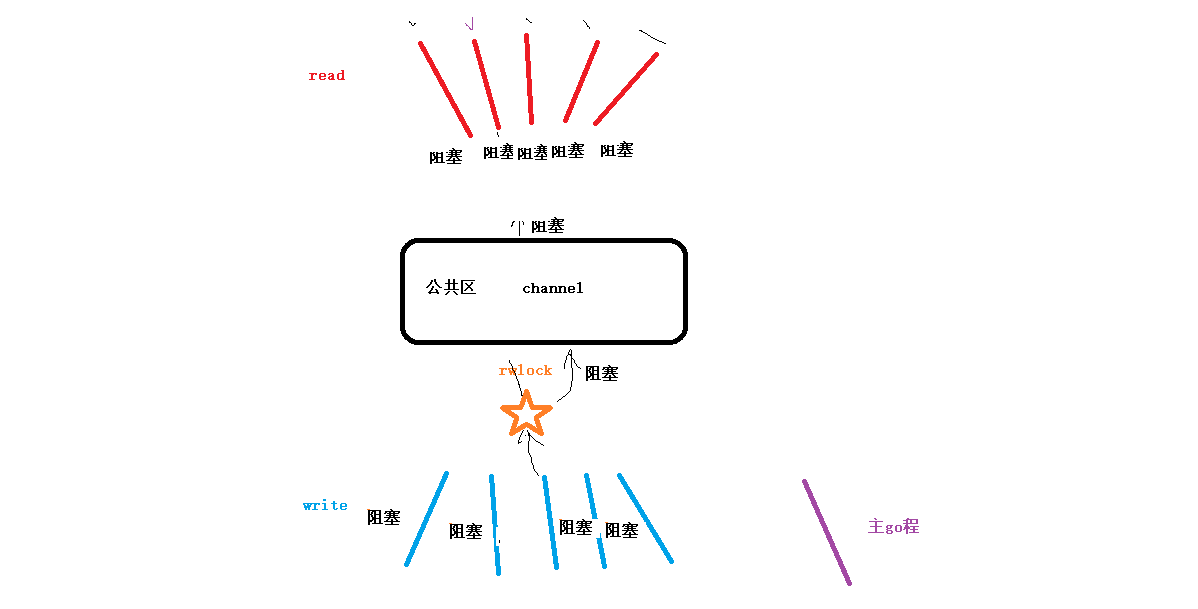 read
阻塞 阻塞 阻塞 阻塞 阻塞
阻塞
公共区 channel
rwlock
阻塞
write
阻塞 阻塞 阻塞 阻塞
主go程